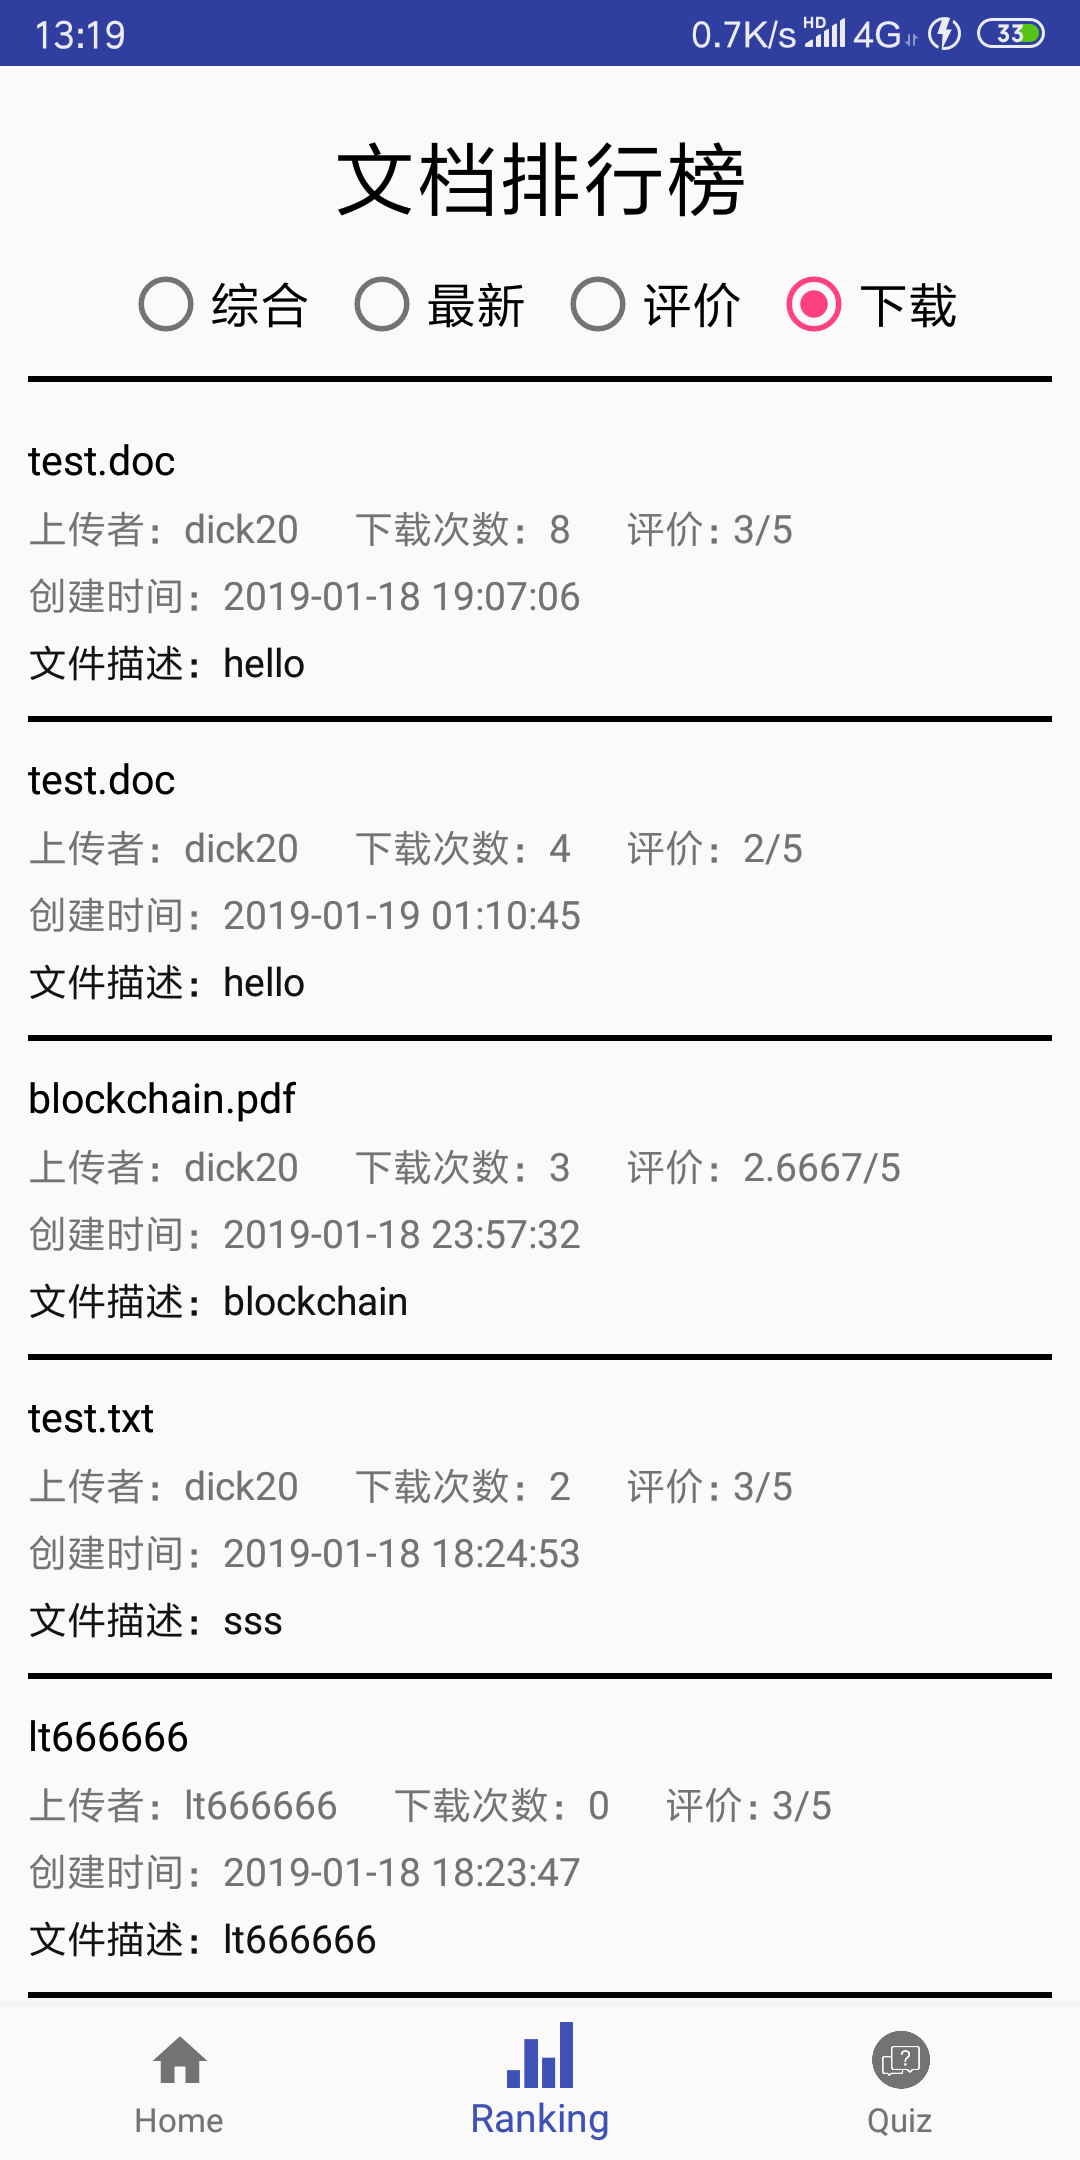 13:19 0.7K/s HD 4G 33
文档排行榜
综合 最新 评价 下载
test.doc
上传者：dick20 下载次数：8 评价：3/5
创建时间：2019-01-18 19:07:06
文件描述：hello
test.doc
上传者：dick20 下载次数：4 评价：2/5
创建时间：2019-01-19 01:10:45
文件描述：hello
blockchain.pdf
上传者：dick20 下载次数：3 评价：2.6667/5
创建时间：2019-01-18 23:57:32
文件描述：blockchain
test.txt
上传者：dick20 下载次数：2 评价：3/5
创建时间：2019-01-18 18:24:53
文件描述：sss
lt666666
上传者：lt666666 下载次数：0 评价：3/5
创建时间：2019-01-18 18:23:47
文件描述：lt666666
Home Ranking Quiz